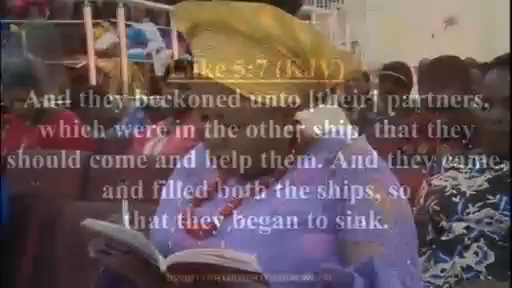 Luke 5:7 (KJV)
And they beckoned unto [their] partners,
which were in the other ship, that they
should come and help them. And they came,
and filled both the ships, so
that they began to sink.